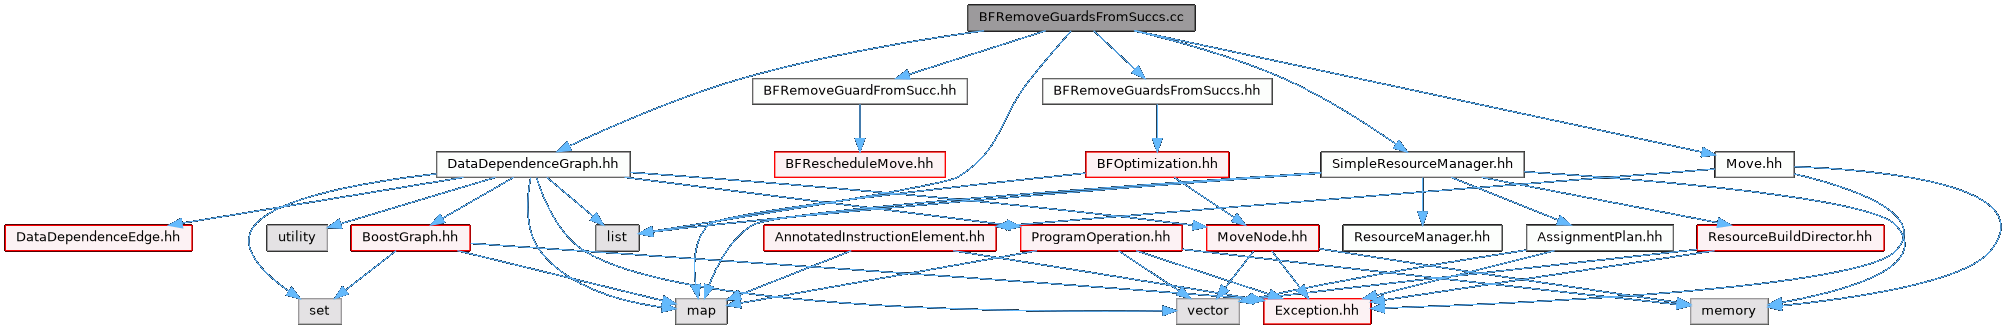 BFRemoveGuardsFromSuccs.cc
BFRemoveGuardFromSucc.hh
BFRemoveGuardsFromSuccs.hh
DataDependenceGraph.hh
BFRescheduleMove.hh
BFOptimization.hh
SimpleResourceManager.hh
Move.hh
DataDependenceEdge.hh
utility
BoostGraph.hh
list
AnnotatedInstructionElement.hh
ProgramOperation.hh
MoveNode.hh
ResourceManager.hh
AssignmentPlan.hh
ResourceBuildDirector.hh
set
map
vector
Exception.hh
memory